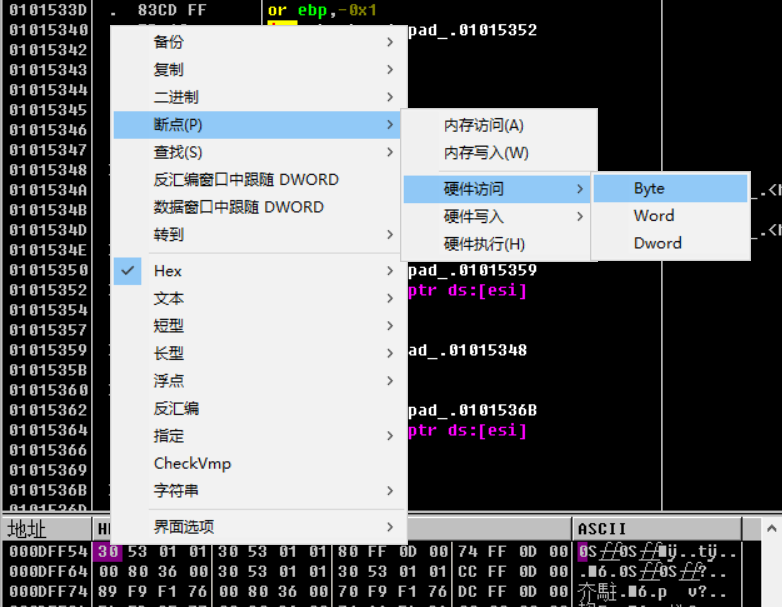 0101533D . 83CD FF or ebp,-0x1
01015340 pad_.01015352
01015342
01015343 备份
01015344 复制
01015345 二进制
01015346 断点(P) 内存访问(A)
01015347 查找(S) 内存写入(W)
01015348 反汇编窗口中跟随 DWORD
0101534A 硬件访问 Byte
0101534B 数据窗口中跟随 DWORD 硬件写入 Word
0101534D 转到 硬件执行(H) Dword
0101534E
01015350 Hex pad_.01015359
01015352 文本 ptr ds:[esi]
01015354
01015357 短型
01015359 长型 ad_.01015348
0101535B 浮点
01015360 反汇编
01015362 指定 pad_.0101536B
01015364 ptr ds:[esi]
01015366 CheckVmp
01015369 字符串
0101536B
0101536D
界面选项
地址 ASCII
000DFF54 30 53 01 01 30 53 01 01 80 FF 0D 00 74 FF 0D 00
000DFF64 00 80 36 00 30 53 01 01 30 53 01 01 CC FF 0D 00
000DFF74 89 F9 F1 76 00 80 36 00 70 F9 F1 76 DC FF 0D 00